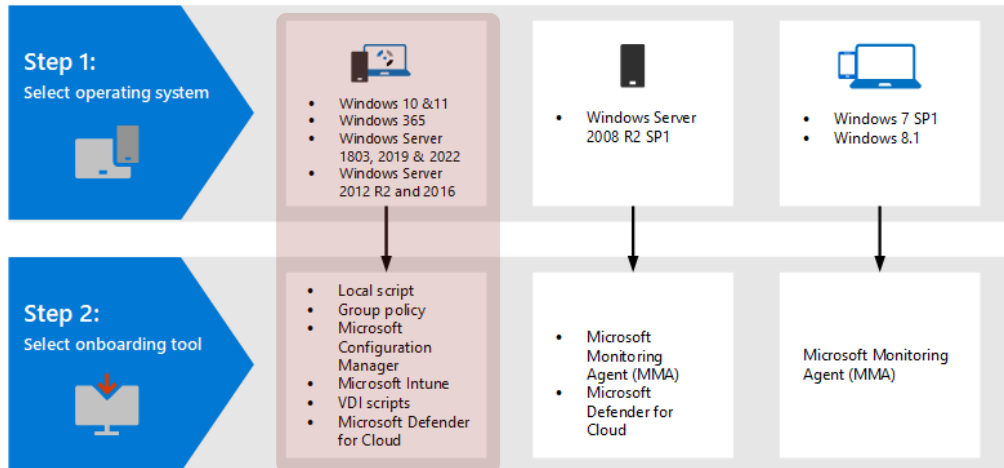 Step 1:
Select operating system
• Windows 10 &11
• Windows 365
• Windows Server
1803, 2019 & 2022
• Windows Server
2012 R2 and 2016
• Windows Server
2008 R2 SP1
• Windows 7 SP1
• Windows 8.1
Step 2:
Select onboarding tool
• Local script
• Group policy
• Microsoft
Configuration
Manager
• Microsoft Intune
• VDI scripts
• Microsoft Defender
for Cloud
• Microsoft
Monitoring
Agent (MMA)
• Microsoft
Defender for
Cloud
Microsoft Monitoring
Agent (MMA)